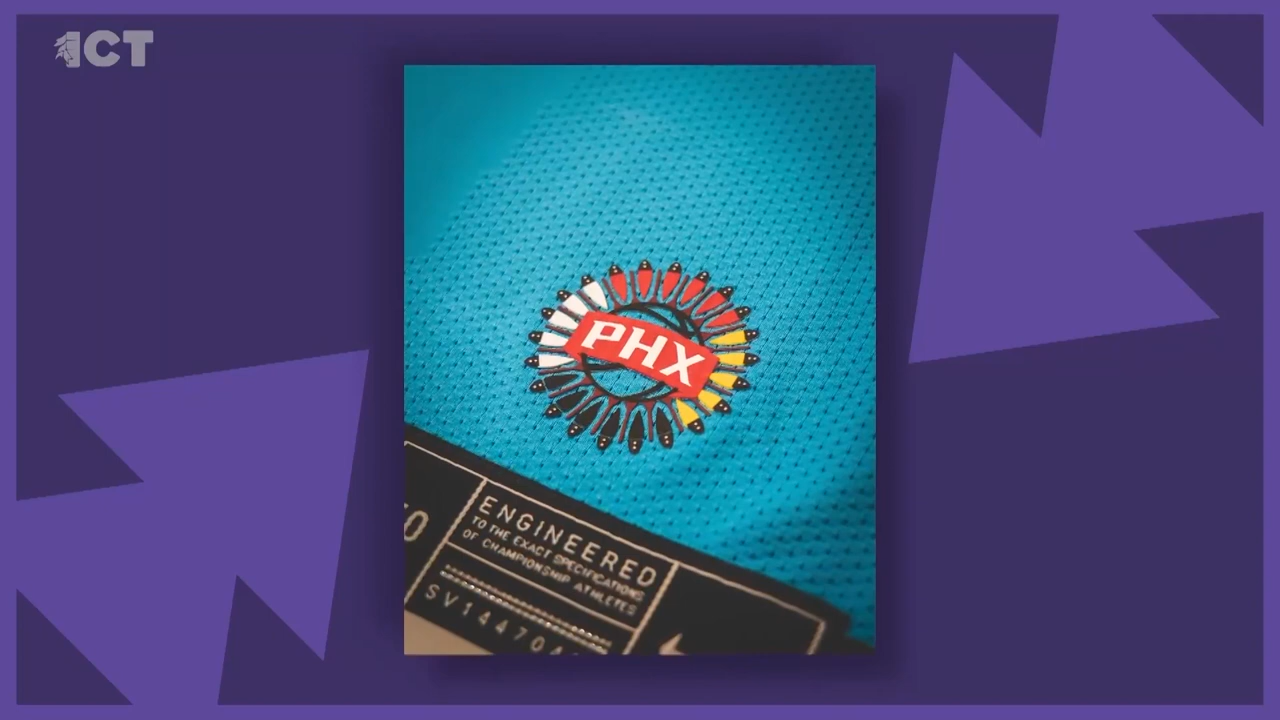 ICT
PHX
ENGINEERED
TO THE EXACT SPECIFICATIONS
OF CHAMPIONSHIP ATHLETES